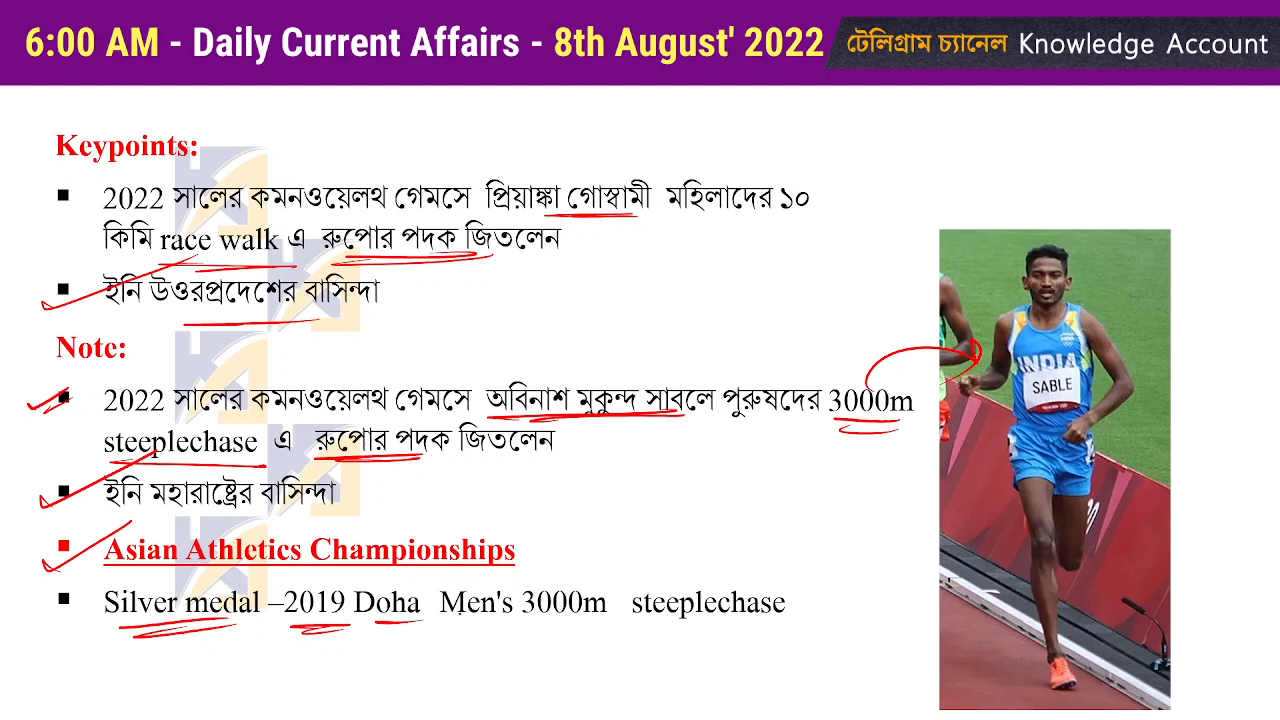 6:00 AM - Daily Current Affairs - 8th August' 2022
টেলিগ্রাম চ্যানেল Knowledge Account
Keypoints:
▪ 2022 সালের কমনওয়েলথ গেমসে প্রিয়াঙ্কা গোস্বামী মহিলাদের ১০
কিমি race walk এ রুপোর পদক জিতলেন
▪ ইনি উওরপ্রদেশের বাসিন্দা
Note:
▪ 2022 সালের কমনওয়েলথ গেমসে অবিনাশ মুকুন্দ সাবলে পুরুষদের 3000m
steeplechase এ রুপোর পদক জিতলেন
▪ ইনি মহারাষ্ট্রের বাসিন্দা
▪ Asian Athletics Championships
▪ Silver medal –2019 Doha Men's 3000m steeplechase
INDIA
SABLE